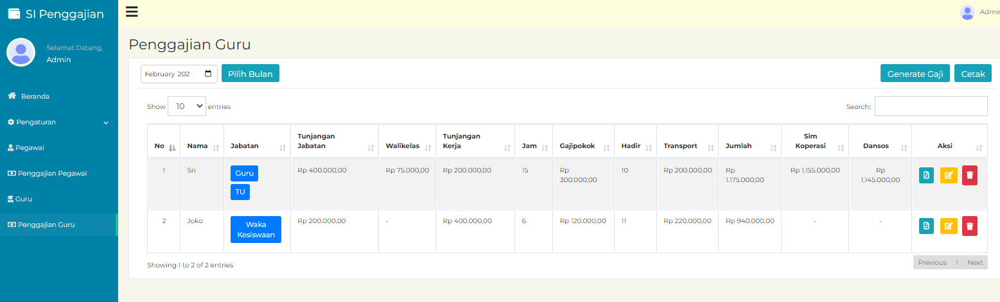 SI Penggajian
Admin
Selamat Datang,
Admin
Beranda
Pengaturan
Pegawai
Penggajian Pegawai
Guru
Penggajian Guru
Penggajian Guru
February 202
Pilih Bulan
Generate Gaji
Cetak
Show 10 entries
Search:
No Nama Jabatan Tunjangan Jabatan Walikelas Tunjangan Kerja Jam Gajipokok Hadir Transport Jumlah Sim Koperasi Dansos Aksi
1 Sri Guru TU Rp 400.000,00 Rp 75.000,00 Rp 200.000,00 15 Rp 300.000,00 10 Rp 200.000,00 Rp 1.175.000,00 Rp 1.155.000,00 Rp 1.145.000,00
2 Joko Waka Kesiswaan Rp 200.000,00 - Rp 400.000,00 6 Rp 120.000,00 11 Rp 220.000,00 Rp 940.000,00 - -
Showing 1 to 2 of 2 entries
Previous 1 Next